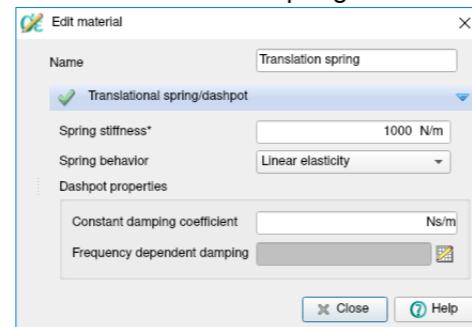 Edit material
Name Translation spring
Translational spring/dashpot
Spring stiffness* 1000 N/m
Spring behavior Linear elasticity
Dashpot properties
Constant damping coefficient Ns/m
Frequency dependent damping
Close Help